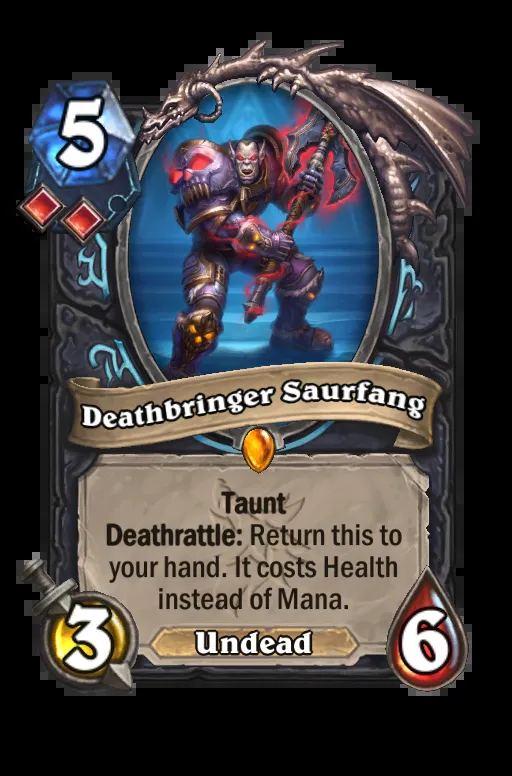 5
Deathbringer Saurfang
Taunt
Deathrattle: Return this to
your hand. It costs Health
instead of Mana.
3
Undead
6